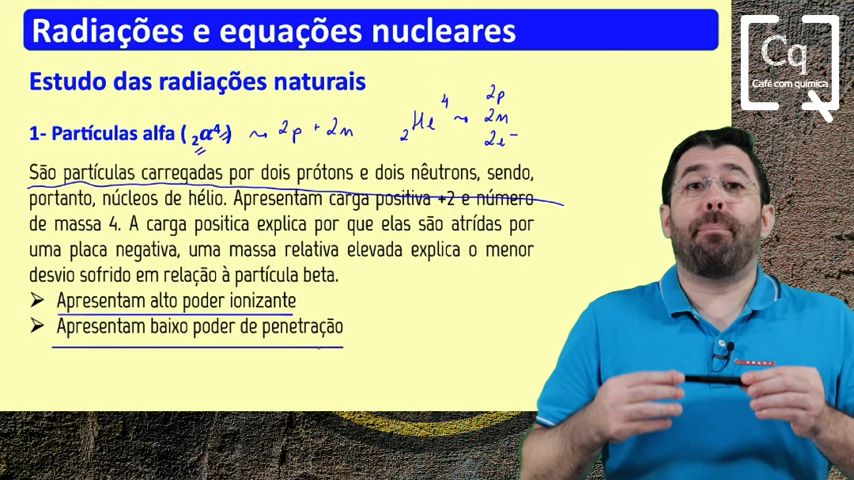 Radiações e equações nucleares
Cq
Café com química
Estudo das radiações naturais
1- Partículas alfa ( ₂α⁴ ) ⤳ 2p + 2n
₂He⁴ ⤳
2p
2n
2e⁻
São partículas carregadas por dois prótons e dois nêutrons, sendo,
portanto, núcleos de hélio. Apresentam carga positiva +2 e número
de massa 4. A carga positica explica por que elas são atrídas por
uma placa negativa, uma massa relativa elevada explica o menor
desvio sofrido em relação à partícula beta.
➢ Apresentam alto poder ionizante
➢ Apresentam baixo poder de penetração